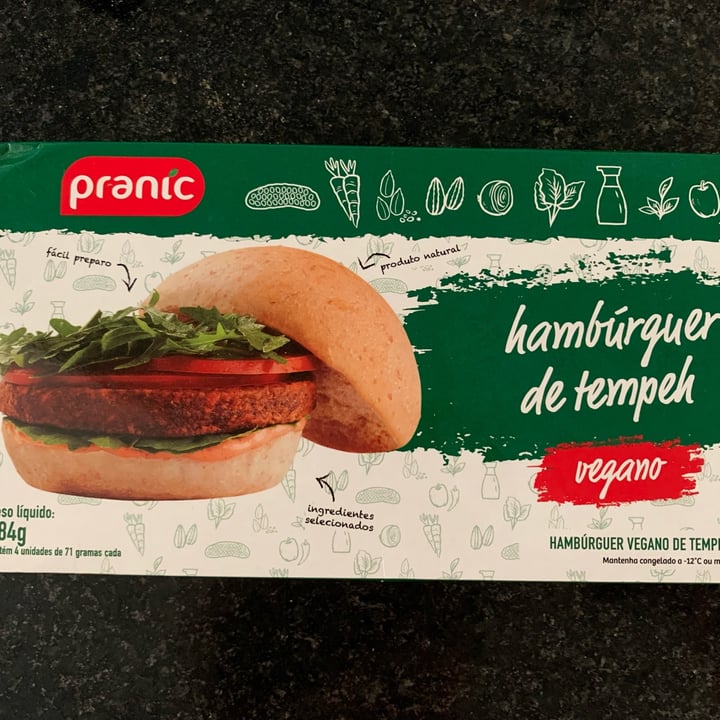 pranic
fácil preparo
produto natural
hambúrguer
de tempeh
vegano
ingredientes
selecionados
eso líquido:
84g
tém 4 unidades de 71 gramas cada
HAMBÚRGUER VEGANO DE TEMP
Mantenha congelado a -12°C ou m